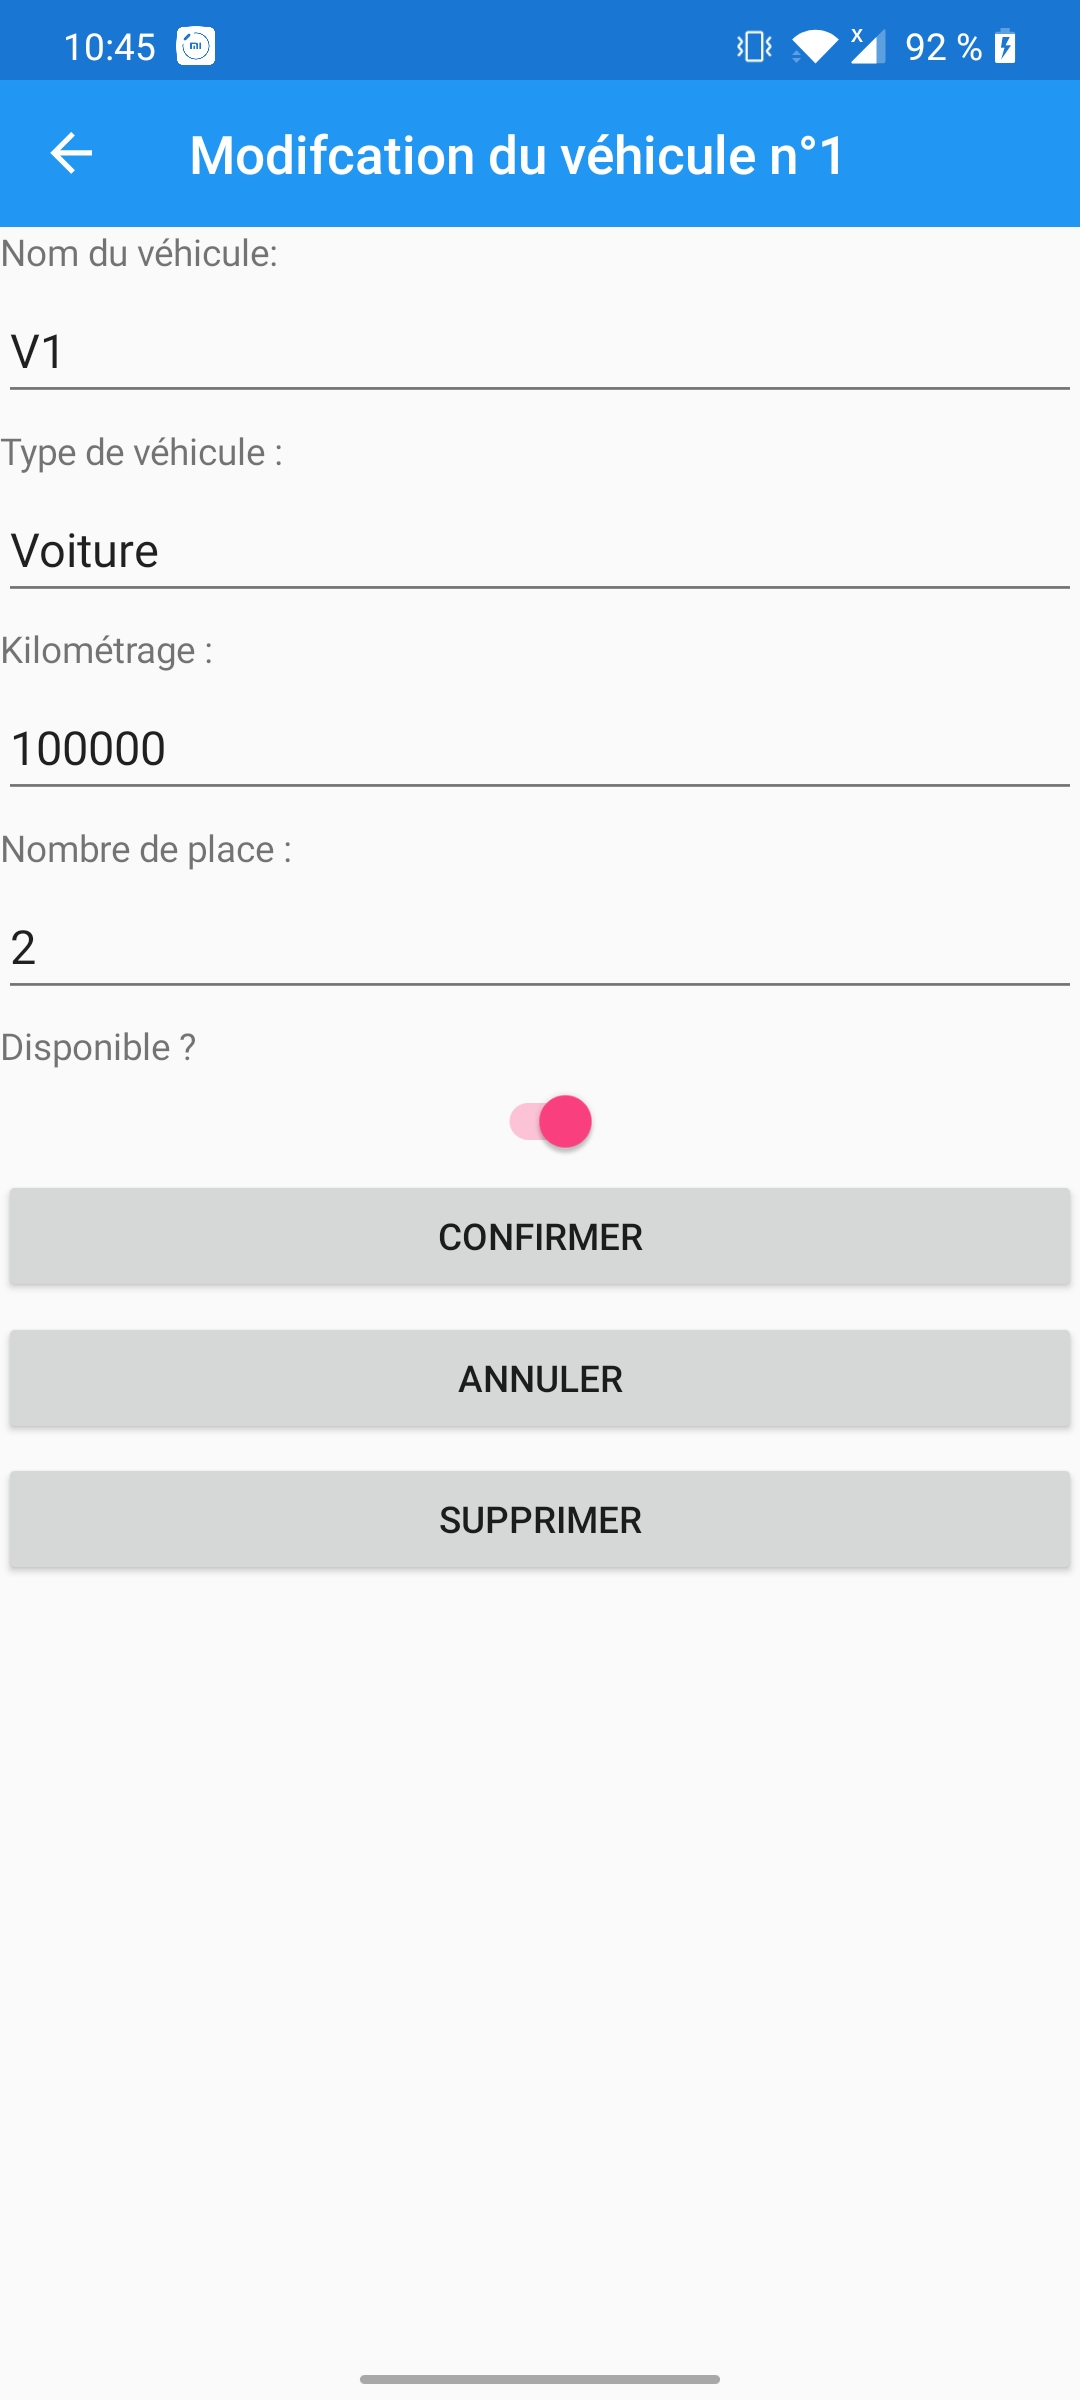 10:45 92 %
Modifcation du véhicule n°1
Nom du véhicule:
V1
Type de véhicule :
Voiture
Kilométrage :
100000
Nombre de place :
2
Disponible ?
CONFIRMER
ANNULER
SUPPRIMER